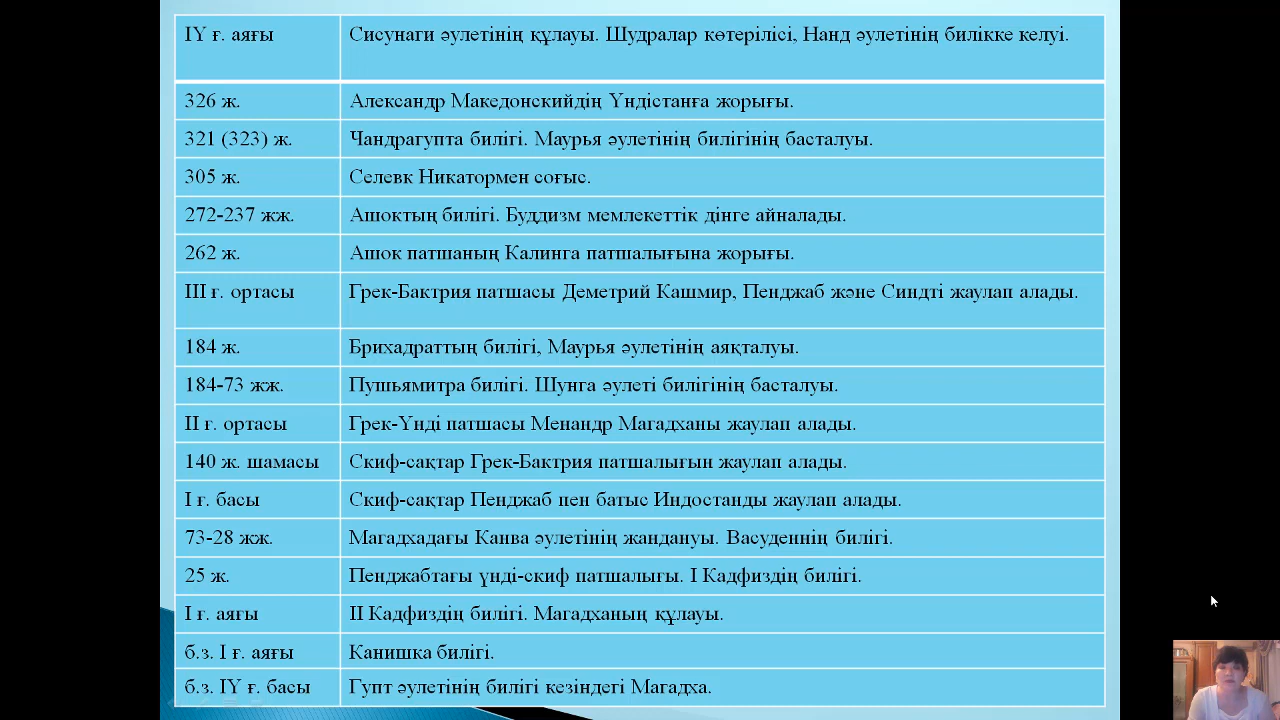 IY ғ. аяғы Сисунаги әулетінің құлауы. Шудралар көтерілісі, Нанд әулетінің билікке келуі.
326 ж. Александр Македонскийдің Үндістанға жорығы.
321 (323) ж. Чандрагупта билігі. Маурья әулетінің билігінің басталуы.
305 ж. Селевк Никатормен соғыс.
272-237 жж. Ашоктың билігі. Буддизм мемлекеттік дінге айналады.
262 ж. Ашок патшаның Калинга патшалығына жорығы.
III ғ. ортасы Грек-Бактрия патшасы Деметрий Кашмир, Пенджаб және Синдті жаулап алады.
184 ж. Брихадраттың билігі, Маурья әулетінің аяқталуы.
184-73 жж. Пушьямитра билігі. Шунга әулеті билігінің басталуы.
II ғ. ортасы Грек-Үнді патшасы Менандр Магадханы жаулап алады.
140 ж. шамасы Скиф-сақтар Грек-Бактрия патшалығын жаулап алады.
I ғ. басы Скиф-сақтар Пенджаб пен батыс Индостанды жаулап алады.
73-28 жж. Магадхадағы Канва әулетінің жандануы. Васуденнің билігі.
25 ж. Пенджабтағы үнді-скиф патшалығы. I Кадфиздің билігі.
I ғ. аяғы II Кадфиздің билігі. Магадханың құлауы.
б.з. I ғ. аяғы Канишка билігі.
б.з. IY ғ. басы Гупт әулетінің билігі кезіндегі Магадха.